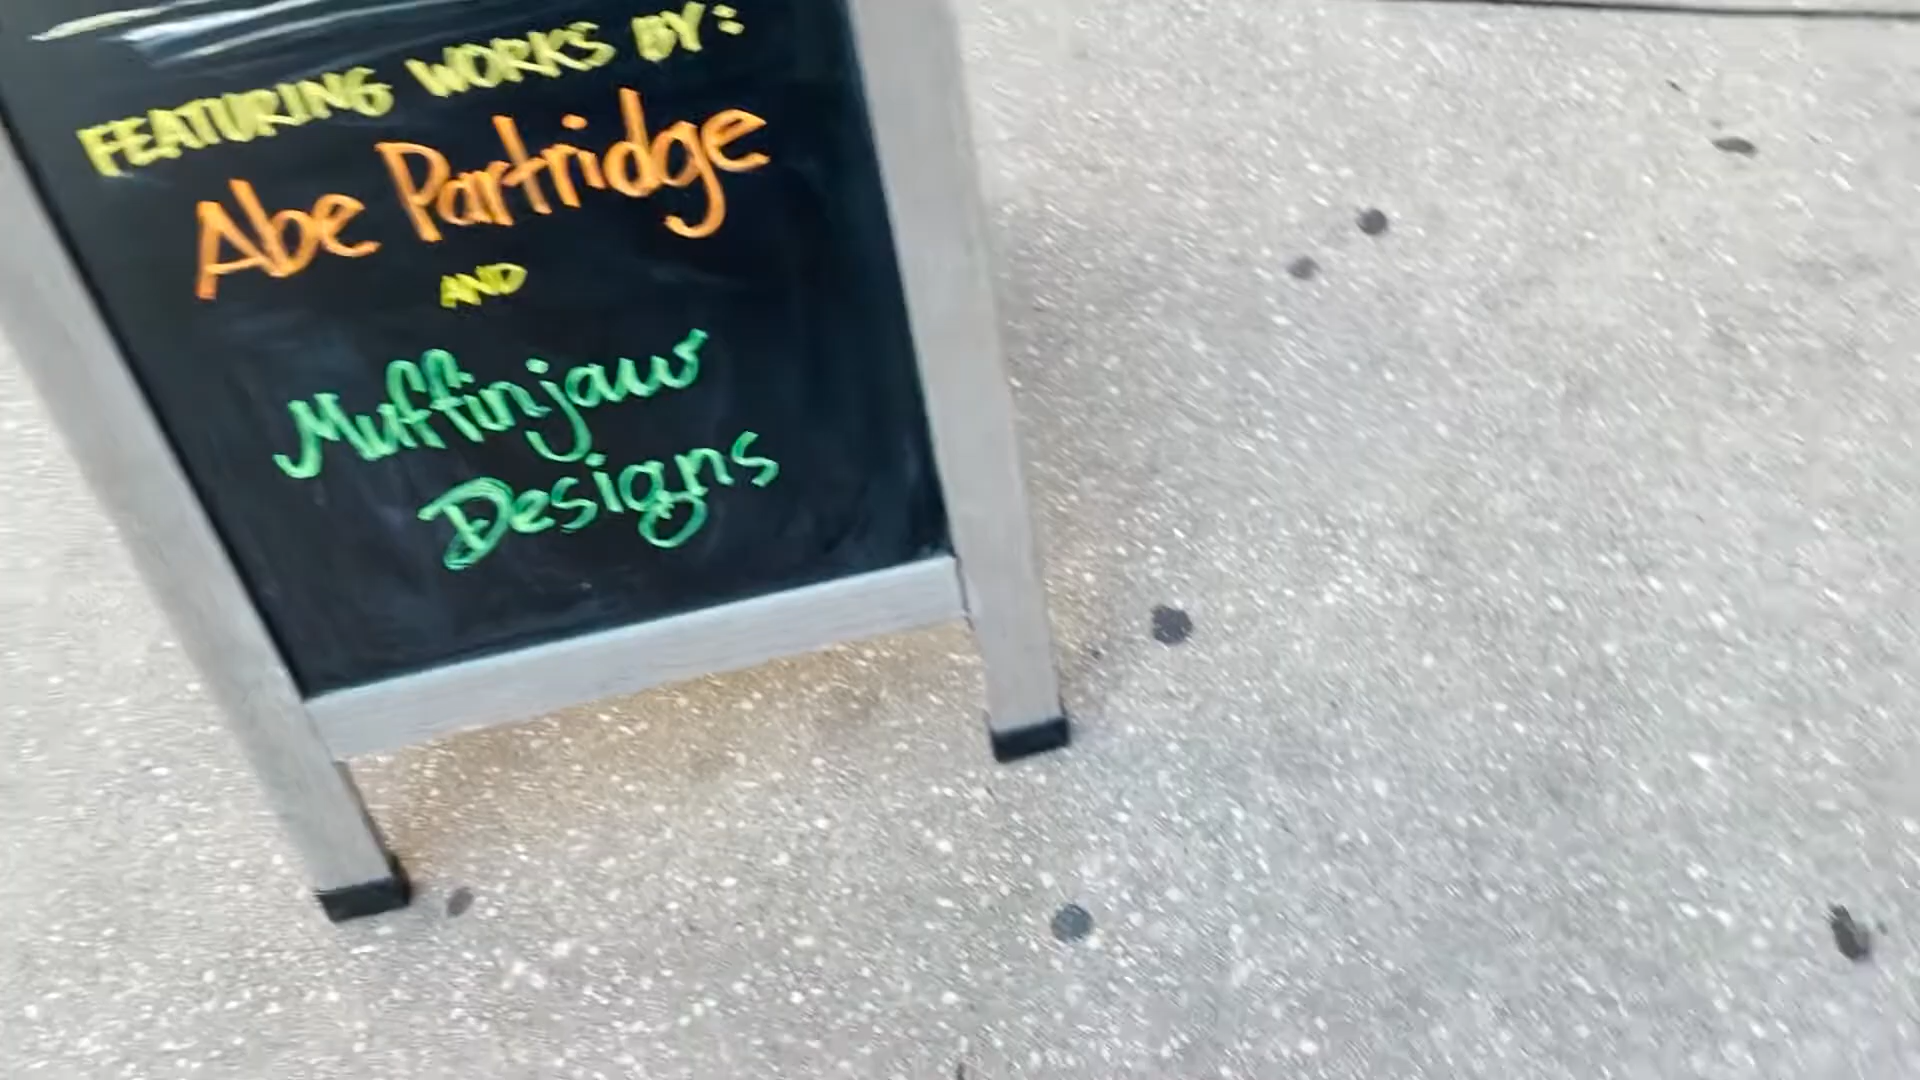 FEATURING WORKS BY:
Abe Partridge
AND
Muffinjaw
Designs